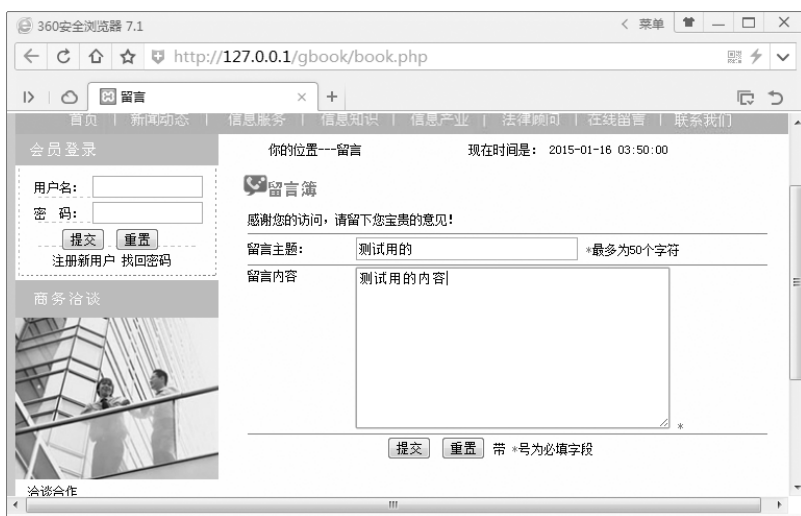 360安全浏览器 7.1
菜单
http://127.0.0.1/gbook/book.php
留言
首页 | 新闻动态 | 信息服务 | 信息知识 | 信息产业 | 法律顾问 | 在线留言 | 联系我们
会员登录
你的位置---留言 现在时间是: 2015-01-16 03:50:00
用户名:
密 码:
提交 重置
注册新用户 找回密码
商务洽谈
洽谈合作
留言簿
感谢您的访问，请留下您宝贵的意见!
留言主题: 测试用的 *最多为50个字符
留言内容 测试用的内容
*
提交 重置 带 *号为必填字段